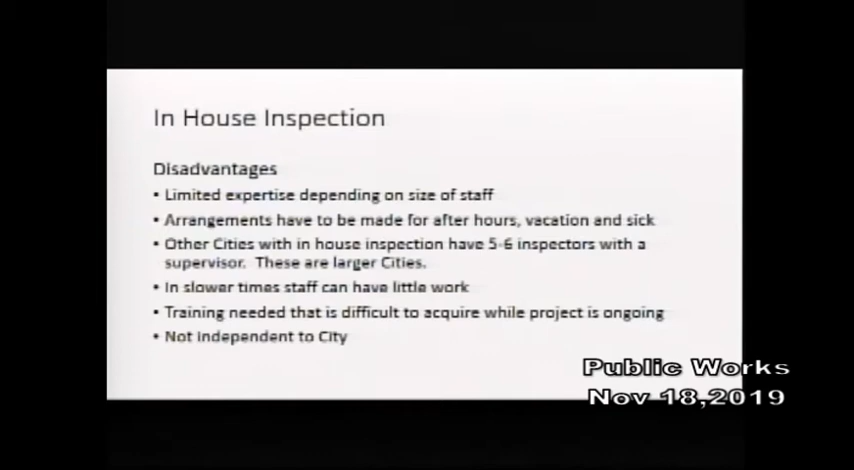 In House Inspection
Disadvantages
• Limited expertise depending on size of staff
• Arrangements have to be made for after hours, vacation and sick
• Other Cities with in house inspection have 5-6 inspectors with a
supervisor. These are larger Cities.
• In slower times staff can have little work
• Training needed that is difficult to acquire while project is ongoing
• Not independent to City
Public Works
Nov 18,2019